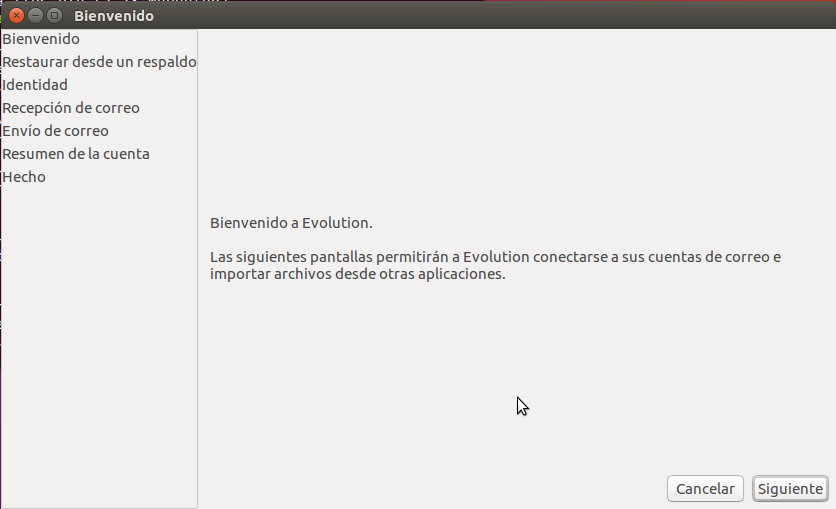 Bienvenido
Bienvenido
Restaurar desde un respaldo
Identidad
Recepción de correo
Envío de correo
Resumen de la cuenta
Hecho
Bienvenido a Evolution.
Las siguientes pantallas permitirán a Evolution conectarse a sus cuentas de correo e
importar archivos desde otras aplicaciones.
Cancelar
Siguiente